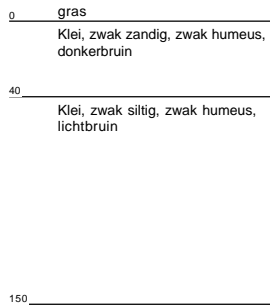 0 gras
Klei, zwak zandig, zwak humeus,
donkerbruin
40
Klei, zwak siltig, zwak humeus,
lichtbruin
150